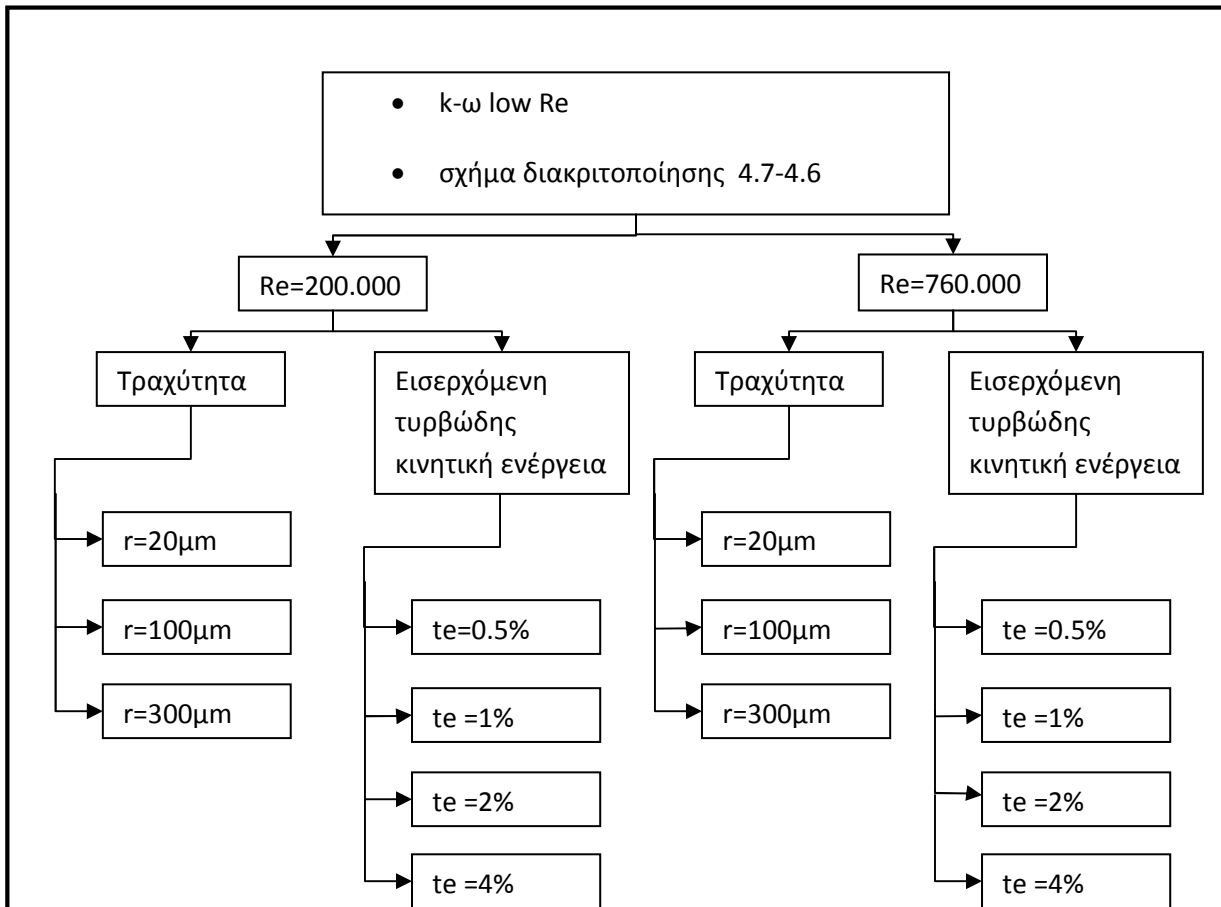 • k-ω low Re
• σχήμα διακριτοποίησης 4.7-4.6
Re=200.000
Re=760.000
Τραχύτητα
Εισερχόμενη
τυρβώδης
κινητική ενέργεια
Τραχύτητα
Εισερχόμενη
τυρβώδης
κινητική ενέργεια
r=20μm
r=100μm
r=300μm
te=0.5%
te =1%
te =2%
te =4%
r=20μm
r=100μm
r=300μm
te =0.5%
te =1%
te =2%
te =4%